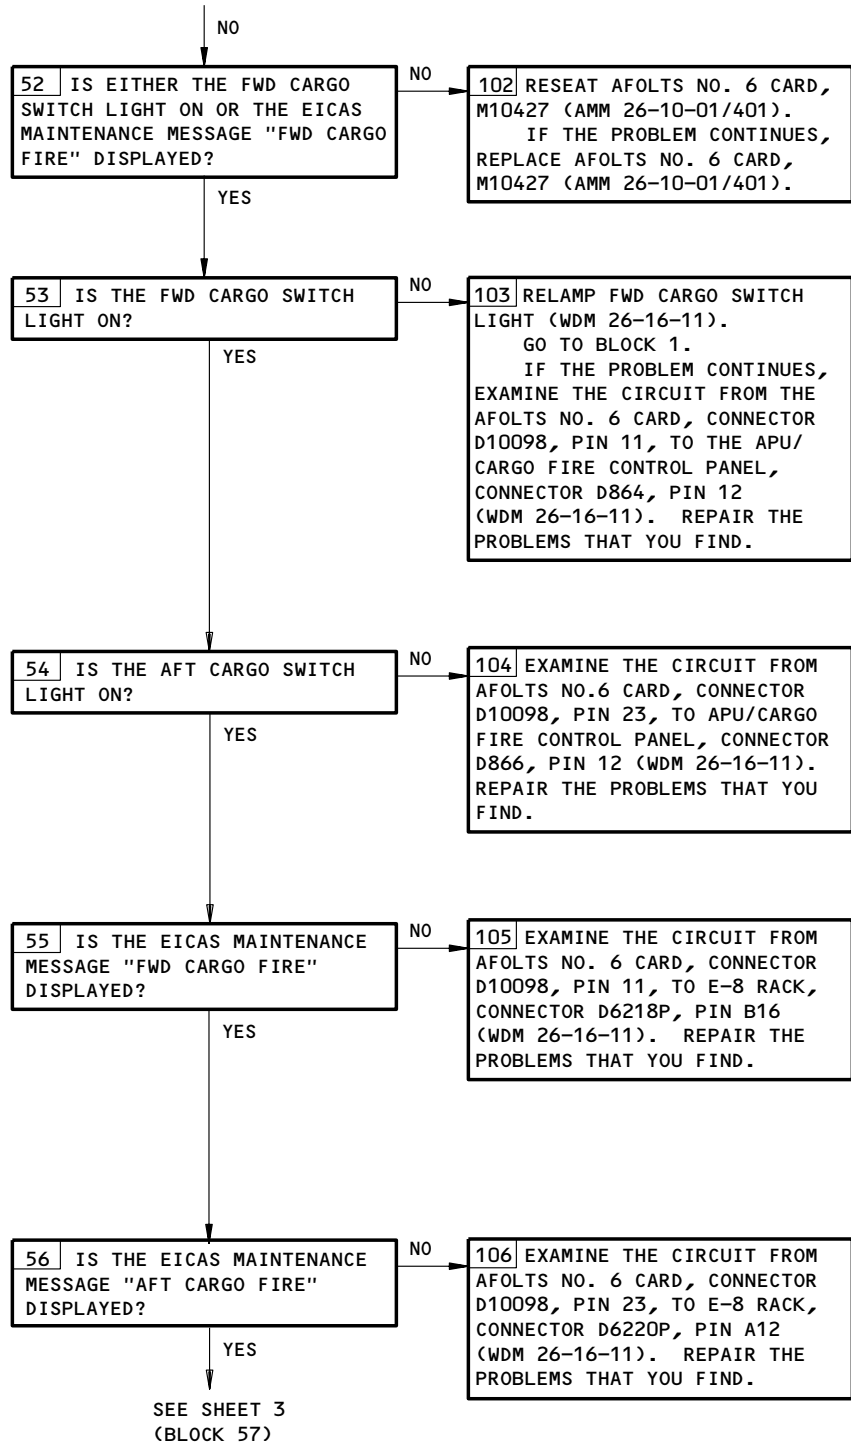 NO
52 IS EITHER THE FWD CARGO
SWITCH LIGHT ON OR THE EICAS
MAINTENANCE MESSAGE "FWD CARGO
FIRE" DISPLAYED?
NO
102 RESEAT AFOLTS NO. 6 CARD,
M10427 (AMM 26-10-01/401).
IF THE PROBLEM CONTINUES,
REPLACE AFOLTS NO. 6 CARD,
M10427 (AMM 26-10-01/401).
YES
53 IS THE FWD CARGO SWITCH
LIGHT ON?
NO
103 RELAMP FWD CARGO SWITCH
LIGHT (WDM 26-16-11).
GO TO BLOCK 1.
IF THE PROBLEM CONTINUES,
EXAMINE THE CIRCUIT FROM THE
AFOLTS NO. 6 CARD, CONNECTOR
D10098, PIN 11, TO THE APU/
CARGO FIRE CONTROL PANEL,
CONNECTOR D864, PIN 12
(WDM 26-16-11). REPAIR THE
PROBLEMS THAT YOU FIND.
YES
54 IS THE AFT CARGO SWITCH
LIGHT ON?
NO
104 EXAMINE THE CIRCUIT FROM
AFOLTS NO.6 CARD, CONNECTOR
D10098, PIN 23, TO APU/CARGO
FIRE CONTROL PANEL, CONNECTOR
D866, PIN 12 (WDM 26-16-11).
REPAIR THE PROBLEMS THAT YOU
FIND.
YES
55 IS THE EICAS MAINTENANCE
MESSAGE "FWD CARGO FIRE"
DISPLAYED?
NO
105 EXAMINE THE CIRCUIT FROM
AFOLTS NO. 6 CARD, CONNECTOR
D10098, PIN 11, TO E-8 RACK,
CONNECTOR D6218P, PIN B16
(WDM 26-16-11). REPAIR THE
PROBLEMS THAT YOU FIND.
YES
56 IS THE EICAS MAINTENANCE
MESSAGE "AFT CARGO FIRE"
DISPLAYED?
NO
106 EXAMINE THE CIRCUIT FROM
AFOLTS NO. 6 CARD, CONNECTOR
D10098, PIN 23, TO E-8 RACK,
CONNECTOR D6220P, PIN A12
(WDM 26-16-11). REPAIR THE
PROBLEMS THAT YOU FIND.
YES
SEE SHEET 3
(BLOCK 57)